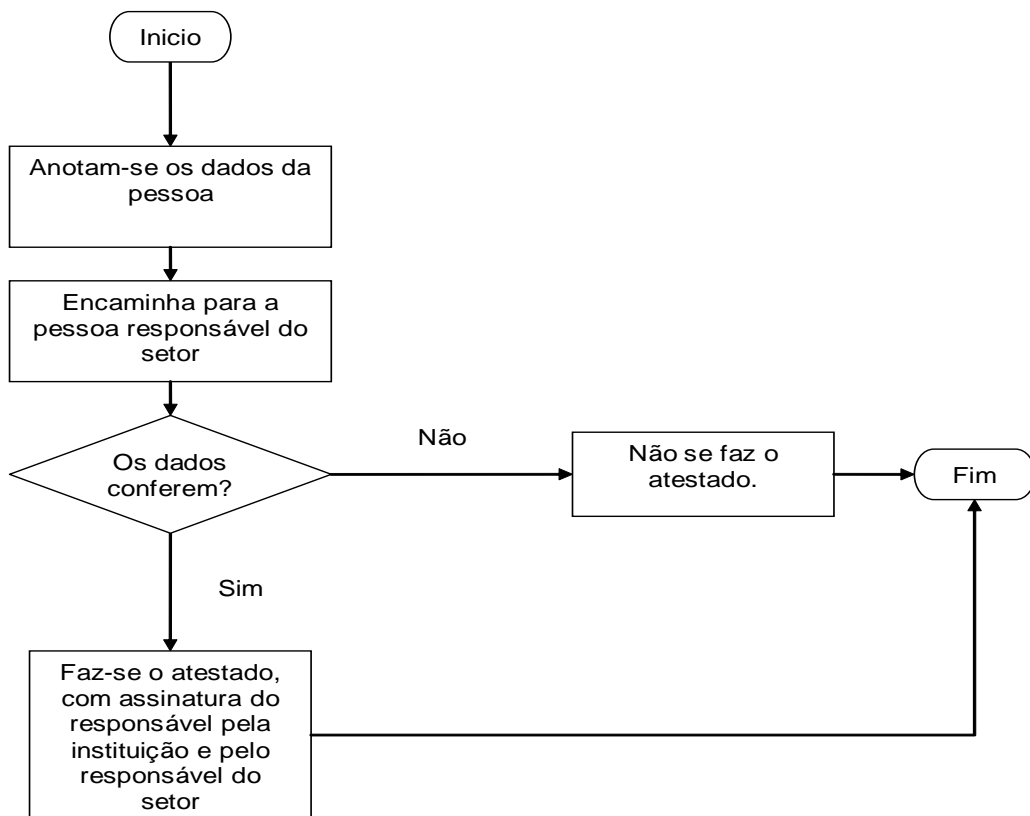 Inicio
Anotam-se os dados da
pessoa
Encaminha para a
pessoa responsável do
setor
Os dados
conferem?
Não
Não se faz o
atestado.
Fim
Sim
Faz-se o atestado,
com assinatura do
responsável pela
instituição e pelo
responsável do
setor